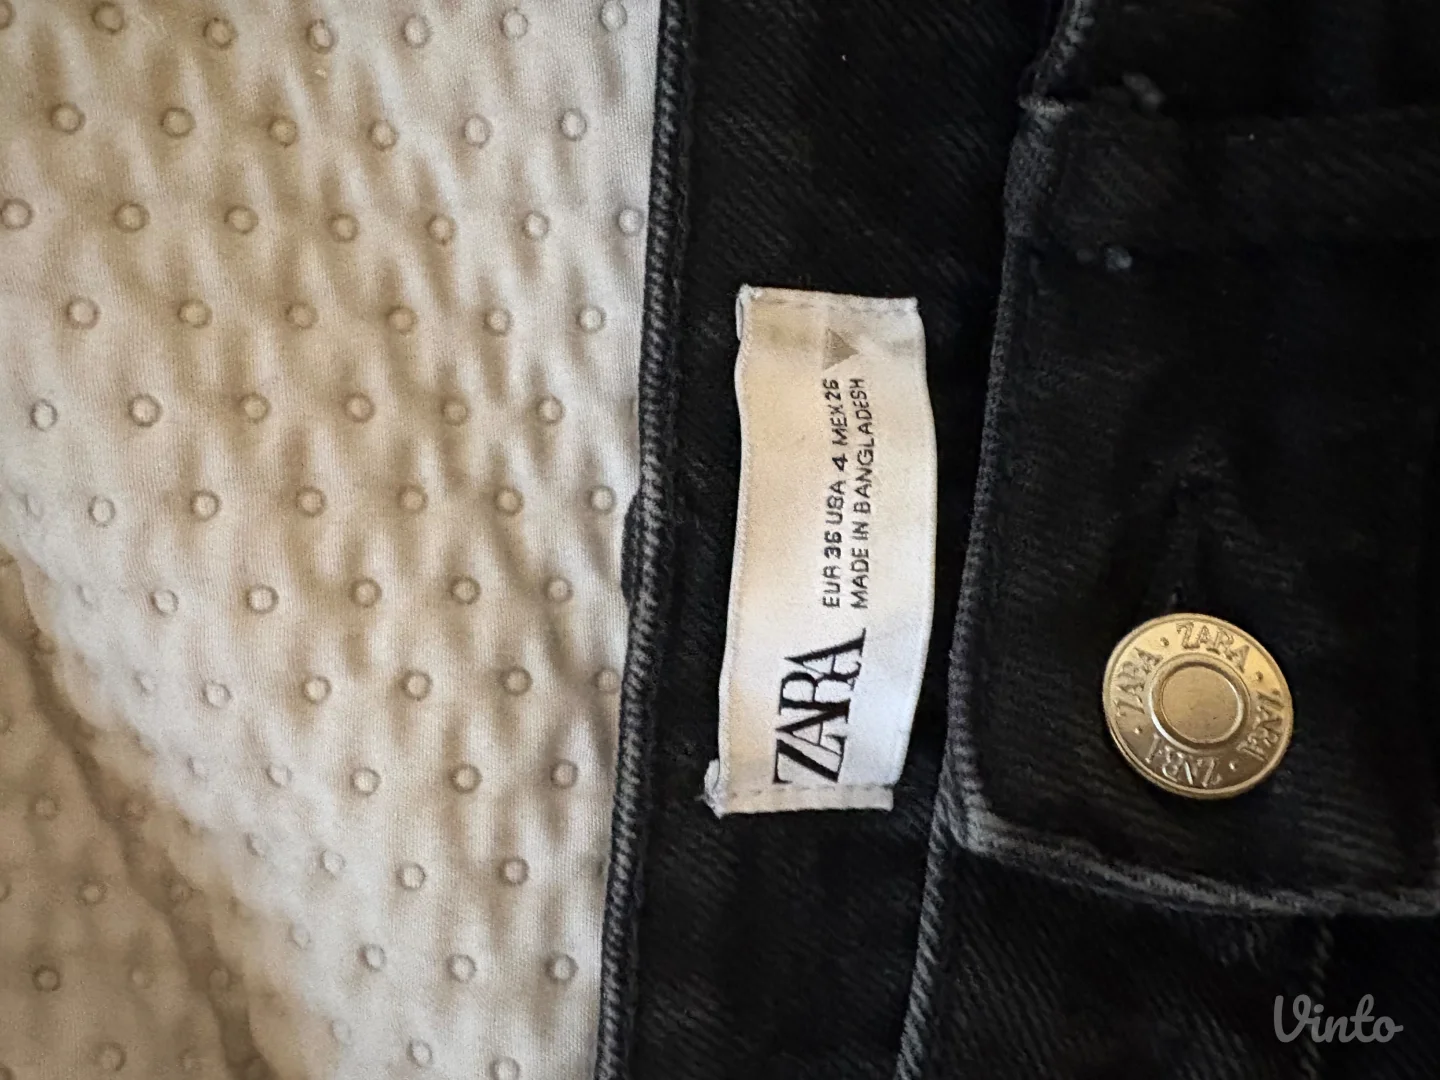 ZARA
EUR 36 USA 4 MEX 26
MADE IN BANGLADESH
ZARA · ZARA · ZARA · ZARA ·
Vinto